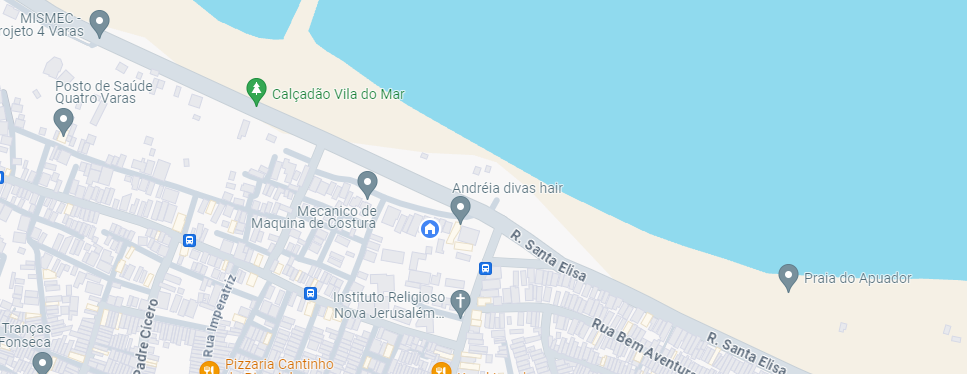 MISMEC -
rojeto 4 Varas
Calçadão Vila do Mar
Posto de Saúde
Quatro Varas
Andréia divas hair
Mecanico de
Maquina de Costura
R. Santa Elisa
Praia do Apuador
Instituto Religioso
Nova Jerusalém...
Rua Imperatriz
Padre Cícero
Tranças
Fonseca
Rua Bem Aventura
R. Santa Elisa
Pizzaria Cantinho